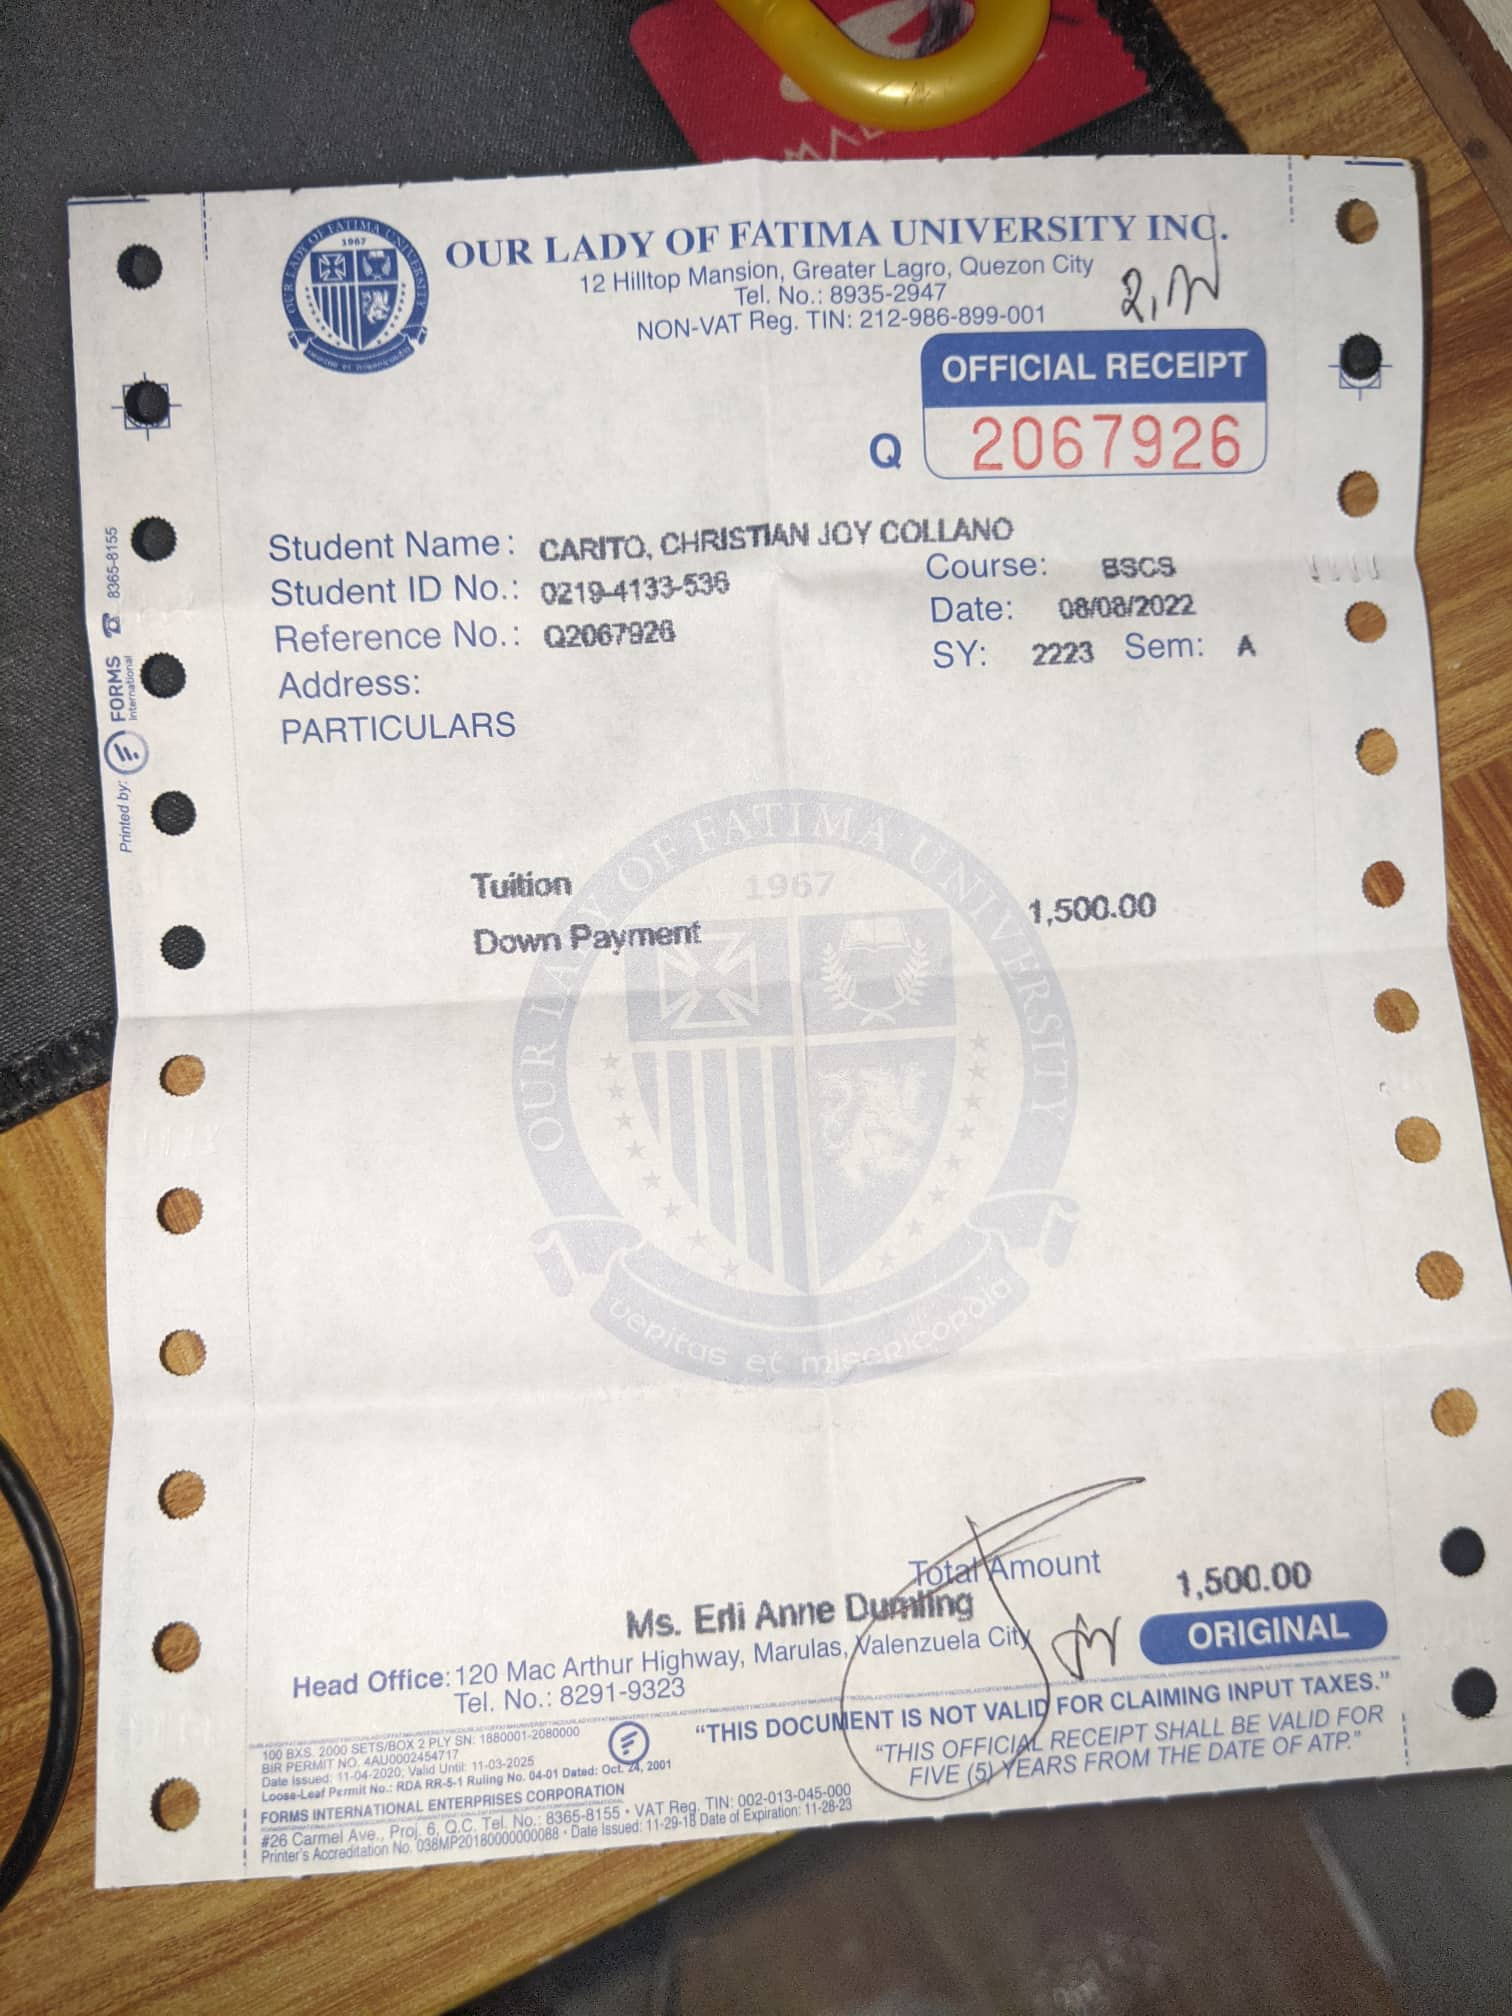 OUR LADY OF FATIMA UNIVERSITY
1967
OUR LADY OF FATIMA UNIVERSITY INC.
12 Hilltop Mansion, Greater Lagro, Quezon City
Tel. No.: 8935-2947
NON-VAT Reg. TIN: 212-986-899-001
OFFICIAL RECEIPT
Q 2067926
Student Name: CARITO, CHRISTIAN JOY COLLANO
Student ID No.: 0219-4133-536
Course: BSCS
Reference No.: Q2067926
Date: 08/08/2022
Address:
SY: 2223 Sem: A
PARTICULARS
Printed by: FORMS International ☎ 8365-8155
OUR LADY OF FATIMA UNIVERSITY
1967
Tuition
Down Payment 1,500.00
veritas et misericordia
Total Amount 1,500.00
Ms. Erli Anne Dumling
ORIGINAL
Head Office: 120 Mac Arthur Highway, Marulas, Valenzuela City
Tel. No.: 8291-9323
"THIS DOCUMENT IS NOT VALID FOR CLAIMING INPUT TAXES."
"THIS OFFICIAL RECEIPT SHALL BE VALID FOR
FIVE (5) YEARS FROM THE DATE OF ATP."
100 BXS. 2000 SETS/BOX 2 PLY SN: 1880001-2080000
BIR PERMIT NO. 4AU0002454717
Date Issued: 11-04-2020; Valid Until: 11-03-2025
Loose-Leaf Permit No.: RDA RR-5-1 Ruling No. 04-01 Dated: Oct. 24, 2001
FORMS INTERNATIONAL ENTERPRISES CORPORATION
#26 Carmel Ave., Proj. 6, Q.C. Tel. No.: 8365-8155 • VAT Reg. TIN: 002-013-045-000
Printer's Accreditation No. 038MP20180000000088 • Date Issued: 11-29-18 Date of Expiration: 11-28-23